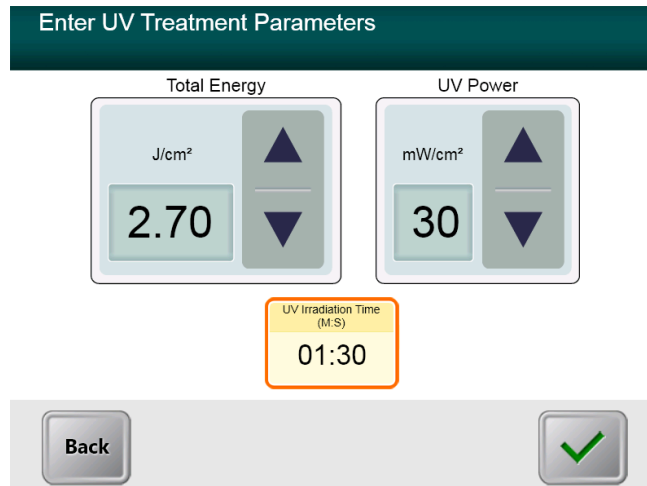 Enter UV Treatment Parameters
Total Energy
UV Power
J/cm²
mW/cm²
2.70
30
UV Irradiation Time
(M:S)
01:30
Back